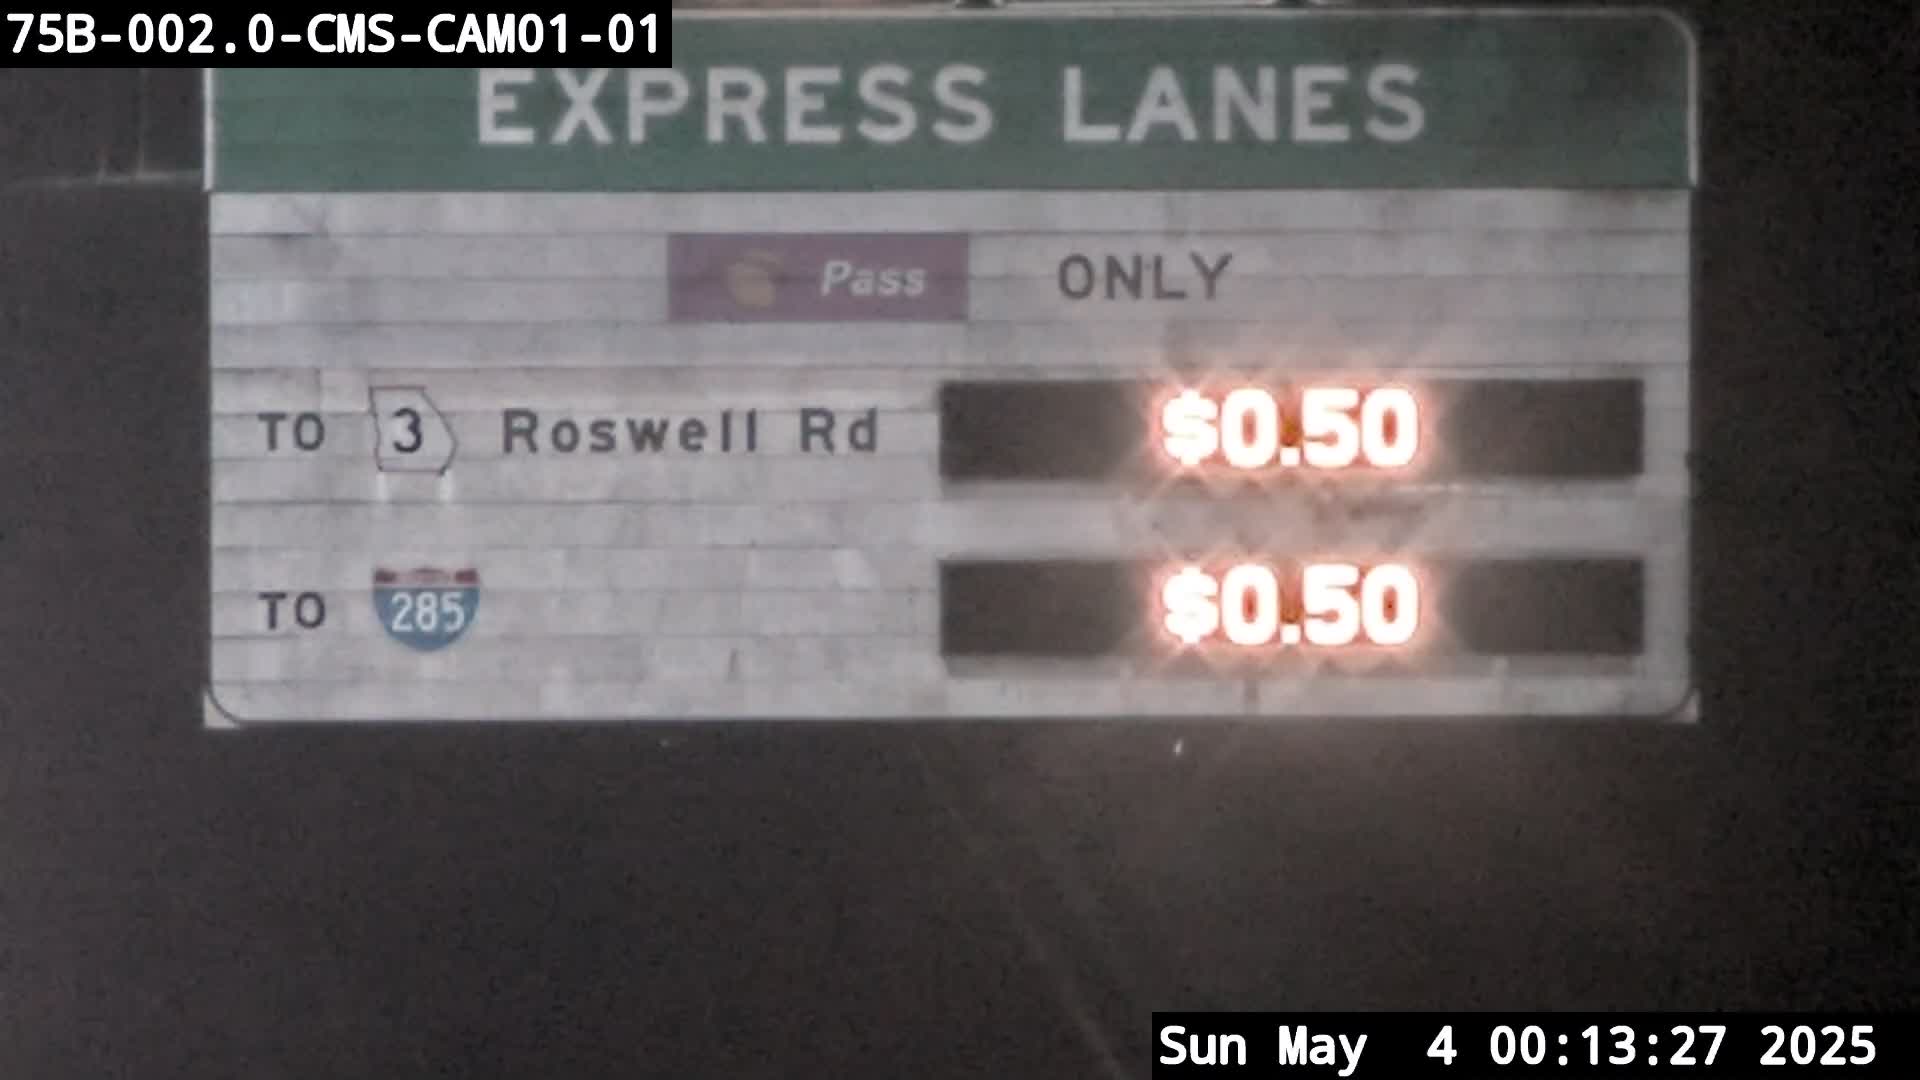 75B-002.0-CMS-CAM01-01
EXPRESS LANES
Pass ONLY
TO 3 Roswell Rd $0.50
TO 285 $0.50
Sun May 4 00:13:27 2025